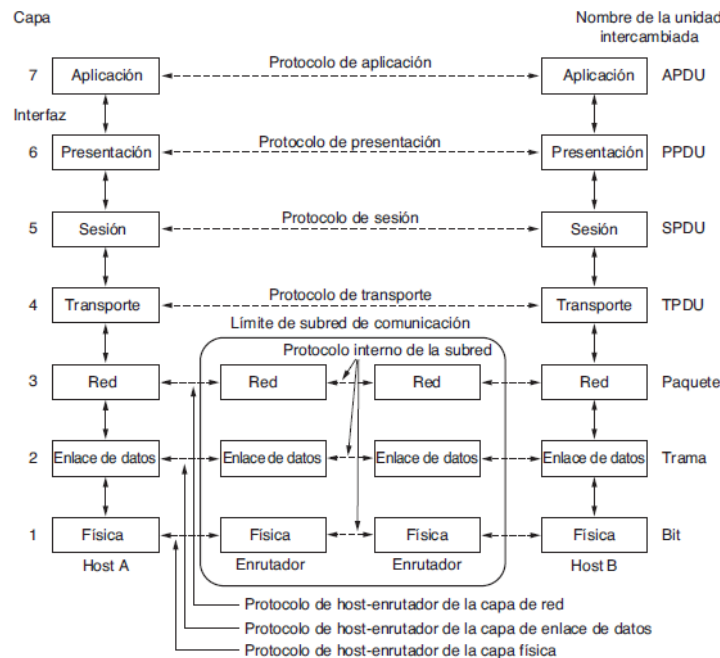 Capa
Nombre de la unidad
intercambiada
Protocolo de aplicación
7 Aplicación Aplicación APDU
Interfaz
Protocolo de presentación
6 Presentación Presentación PPDU
Protocolo de sesión
5 Sesión Sesión SPDU
Protocolo de transporte
4 Transporte Transporte TPDU
Límite de subred de comunicación
Protocolo interno de la subred
3 Red Red Red Red Paquete
2 Enlace de datos Enlace de datos Enlace de datos Enlace de datos Trama
1 Física Física Física Física Bit
Host A Enrutador Enrutador Host B
Protocolo de host-enrutador de la capa de red
Protocolo de host-enrutador de la capa de enlace de datos
Protocolo de host-enrutador de la capa física